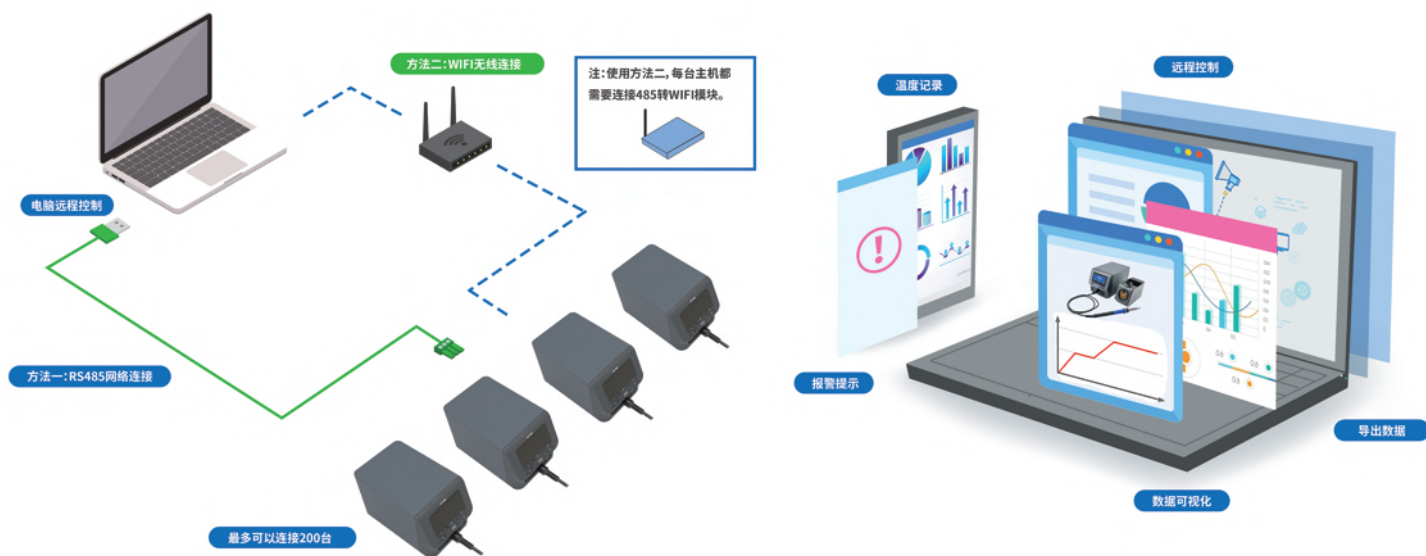 方法二:WIFI无线连接
注:使用方法二,每台主机都
需要连接485转WIFI模块。
电脑远程控制
方法一:RS485网络连接
最多可以连接200台
远程控制
温度记录
报警提示
导出数据
数据可视化